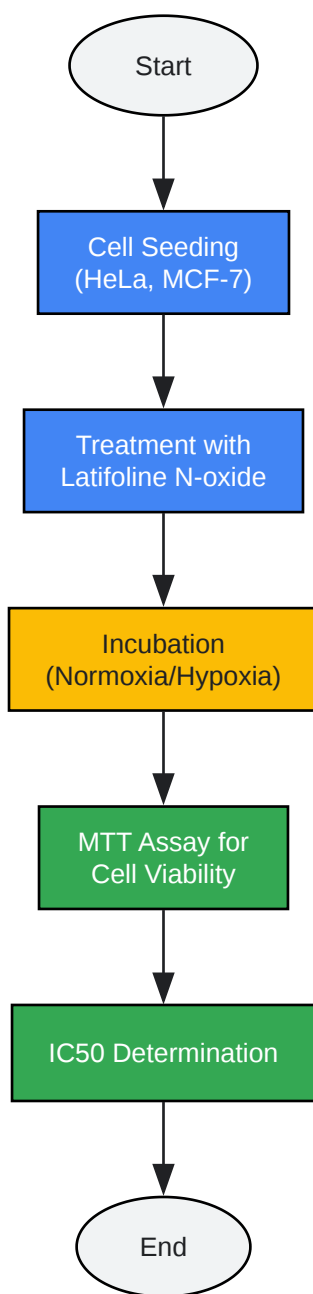 Start
Cell Seeding
(HeLa, MCF-7)
Treatment with
Latifoline N-oxide
Incubation
(Normoxia/Hypoxia)
MTT Assay for
Cell Viability
IC50 Determination
End